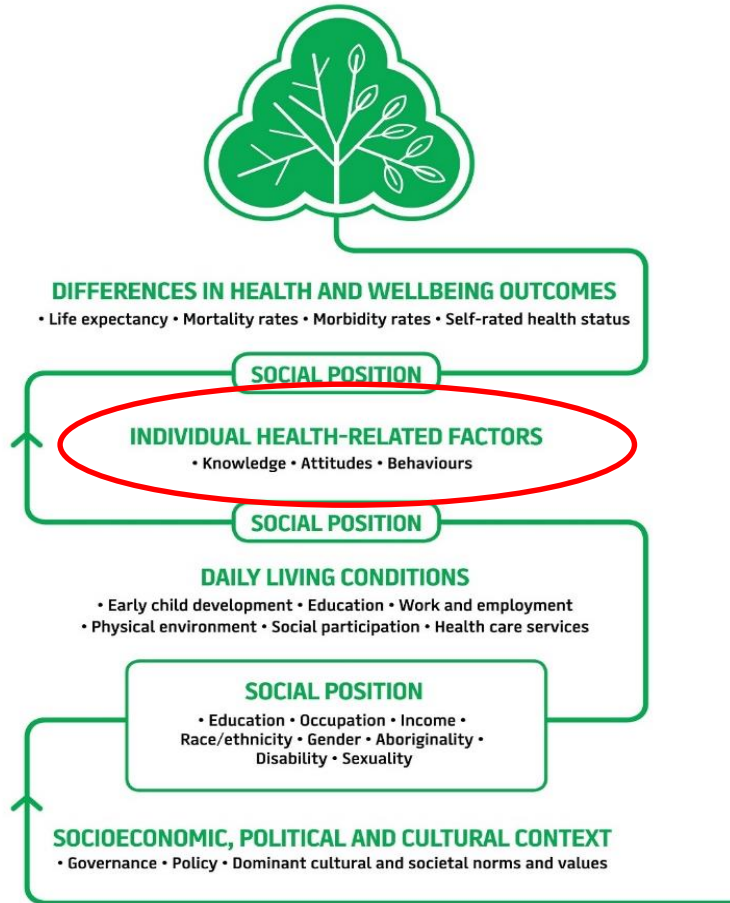 DIFFERENCES IN HEALTH AND WELLBEING OUTCOMES
• Life expectancy • Mortality rates • Morbidity rates • Self-rated health status
SOCIAL POSITION
INDIVIDUAL HEALTH-RELATED FACTORS
• Knowledge • Attitudes • Behaviours
SOCIAL POSITION
DAILY LIVING CONDITIONS
• Early child development • Education • Work and employment
• Physical environment • Social participation • Health care services
SOCIAL POSITION
• Education • Occupation • Income •
Race/ethnicity • Gender • Aboriginality •
Disability • Sexuality
SOCIOECONOMIC, POLITICAL AND CULTURAL CONTEXT
• Governance • Policy • Dominant cultural and societal norms and values